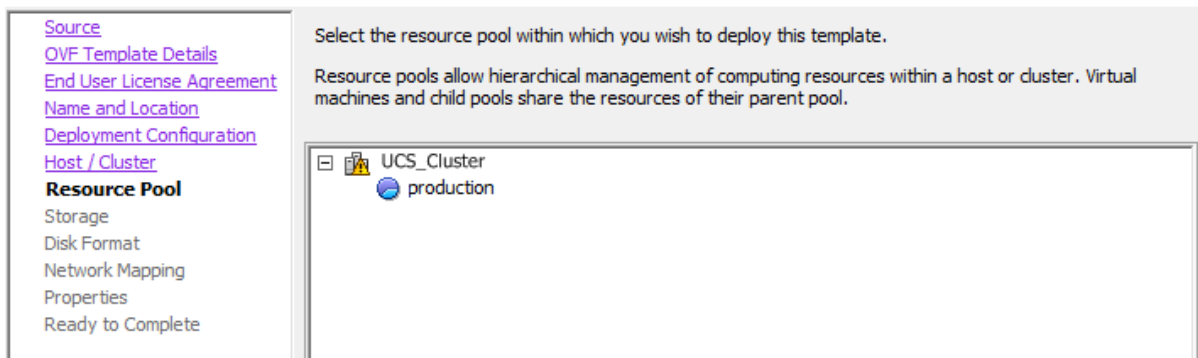 Source
OVF Template Details
End User License Agreement
Name and Location
Deployment Configuration
Host / Cluster
Resource Pool
Storage
Disk Format
Network Mapping
Properties
Ready to Complete
Select the resource pool within which you wish to deploy this template.
Resource pools allow hierarchical management of computing resources within a host or cluster. Virtual
machines and child pools share the resources of their parent pool.
UCS_Cluster
production